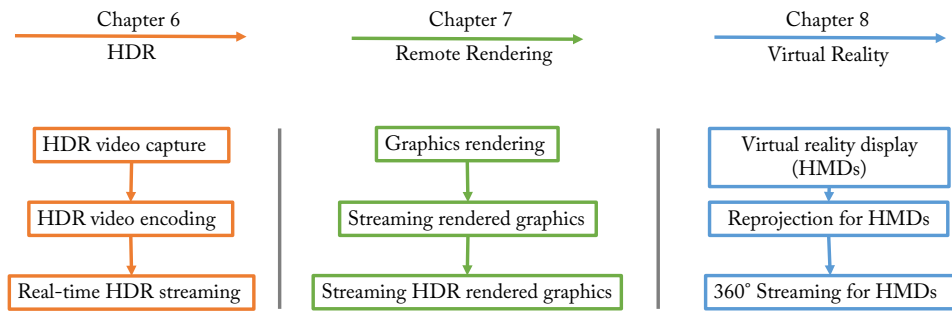 Chapter 6
HDR
Chapter 7
Remote Rendering
Chapter 8
Virtual Reality
HDR video capture
HDR video encoding
Real-time HDR streaming
Graphics rendering
Streaming rendered graphics
Streaming HDR rendered graphics
Virtual reality display
(HMDs)
Reprojection for HMDs
360° Streaming for HMDs